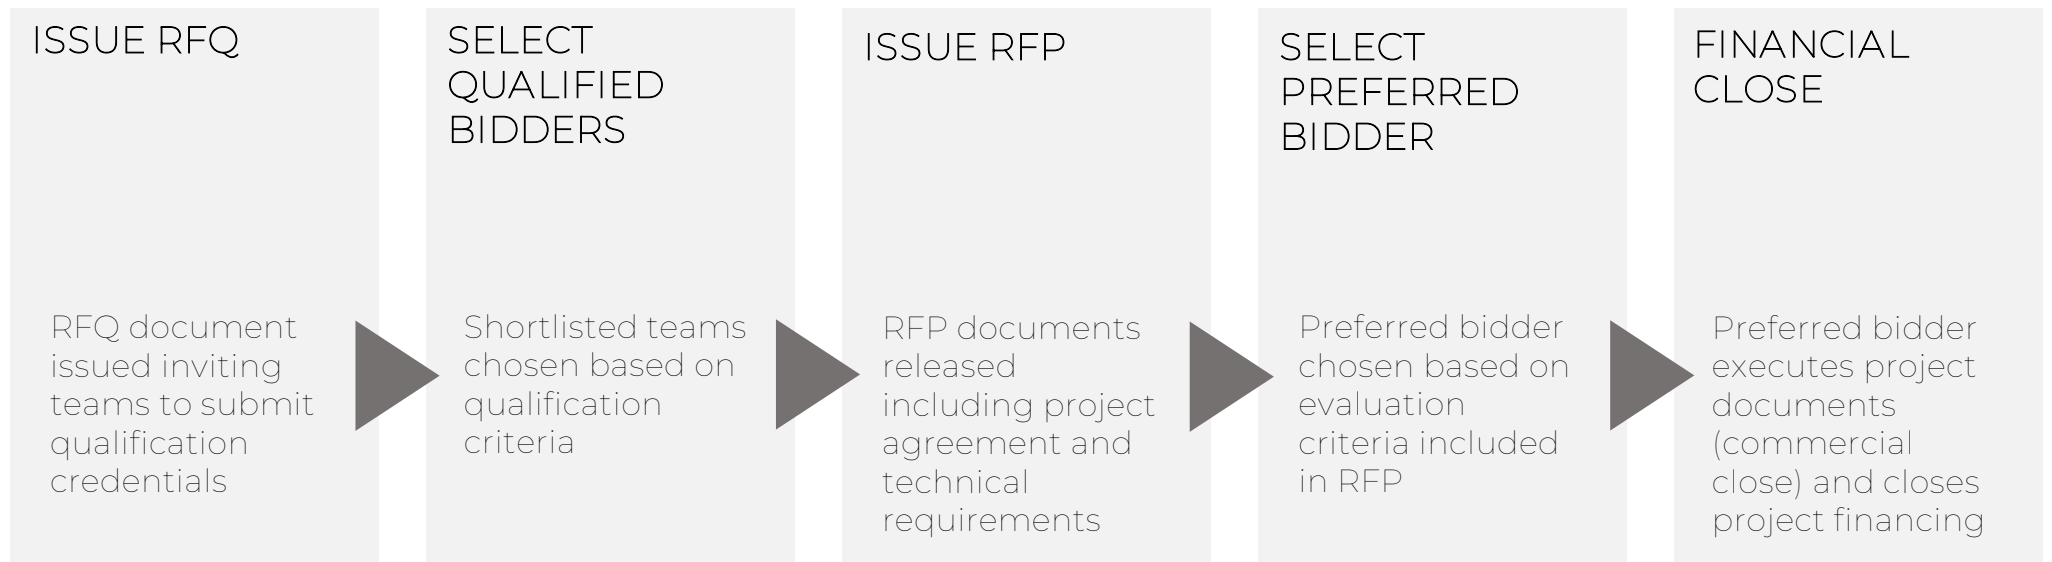 ISSUE RFQ
RFQ document
issued inviting
teams to submit
qualification
credentials
SELECT
QUALIFIED
BIDDERS
Shortlisted teams
chosen based on
qualification
criteria
ISSUE RFP
RFP documents
released
including project
agreement and
technical
requirements
SELECT
PREFERRED
BIDDER
Preferred bidder
chosen based on
evaluation
criteria included
in RFP
FINANCIAL
CLOSE
Preferred bidder
executes project
documents
(commercial
close) and closes
project financing